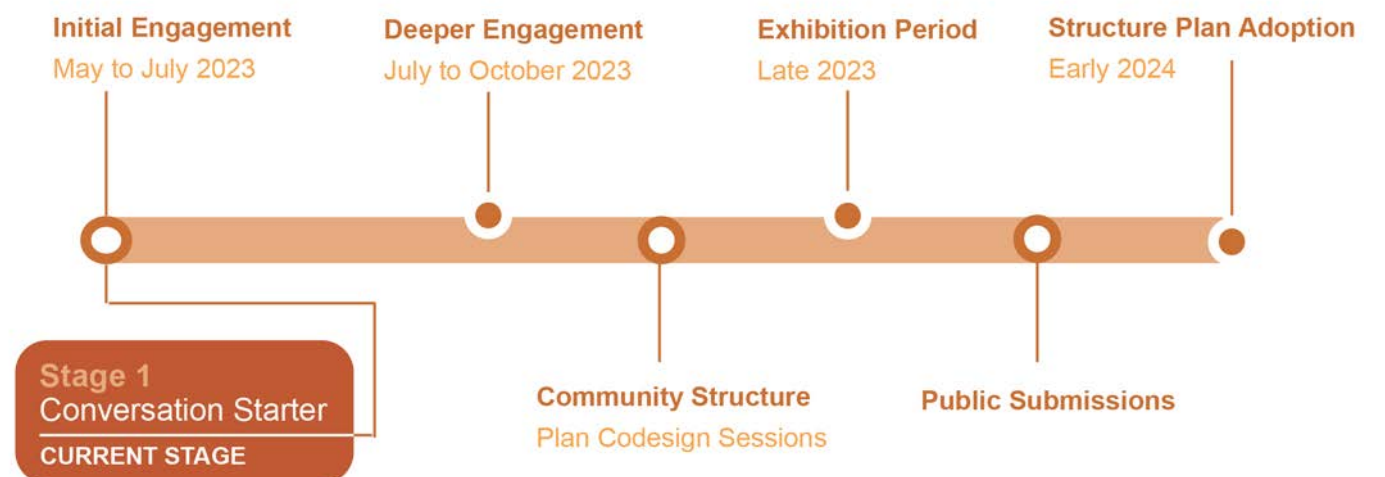 Initial Engagement
May to July 2023
Deeper Engagement
July to October 2023
Exhibition Period
Late 2023
Structure Plan Adoption
Early 2024
Stage 1
Conversation Starter
CURRENT STAGE
Community Structure
Plan Codesign Sessions
Public Submissions